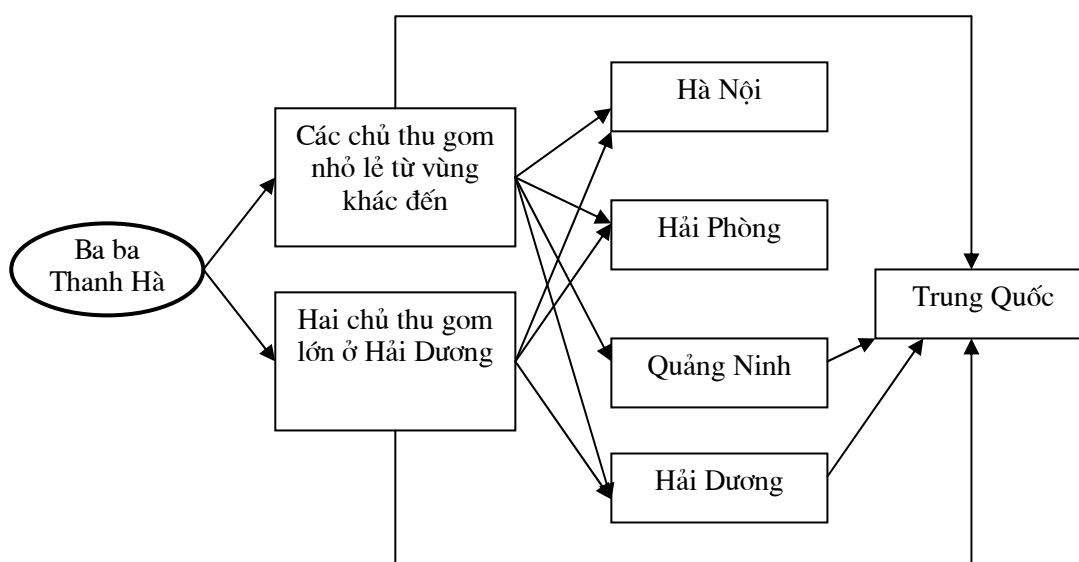 Ba ba
Thanh Hà
Các chủ thu gom
nhỏ lẻ từ vùng
khác đến
Hai chủ thu gom
lớn ở Hải Dương
Hà Nội
Hải Phòng
Quảng Ninh
Hải Dương
Trung Quốc